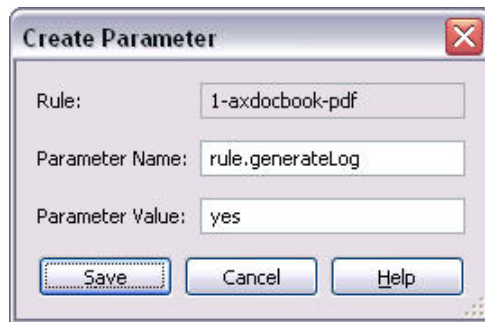 Create Parameter
Rule: 1-axdocbook-pdf
Parameter Name: rule.generateLog
Parameter Value: yes
Save Cancel Help